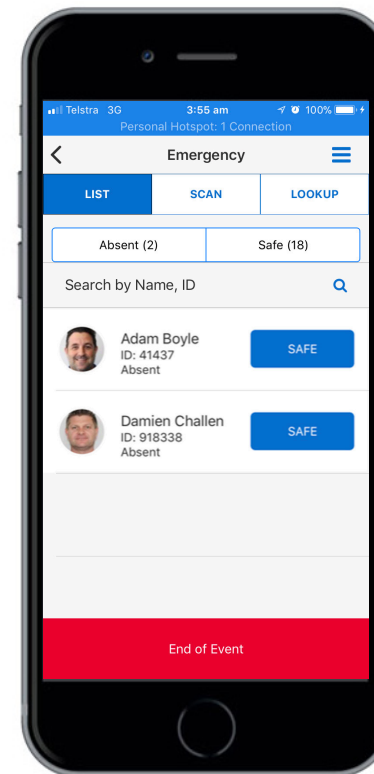 Telstra 3G 3:55 am 100%
Personal Hotspot: 1 Connection
Emergency
LIST SCAN LOOKUP
Absent (2) Safe (18)
Search by Name, ID
Adam Boyle
ID: 41437
Absent
SAFE
Damien Challen
ID: 918338
Absent
SAFE
End of Event